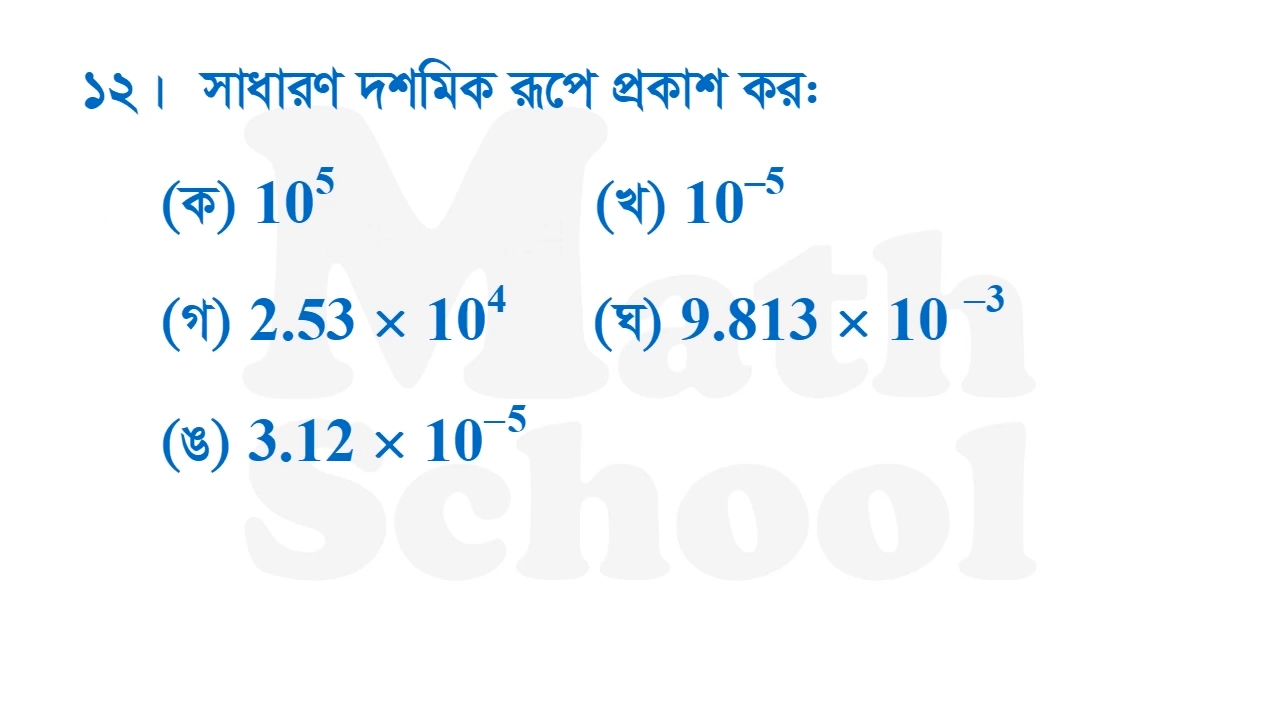 ১২। সাধারণ দশমিক রূপে প্রকাশ করঃ
(ক) 10⁵ (খ) 10⁻⁵
(গ) 2.53 × 10⁴ (ঘ) 9.813 × 10 ⁻³
(ঙ) 3.12 × 10⁻⁵
Math
School